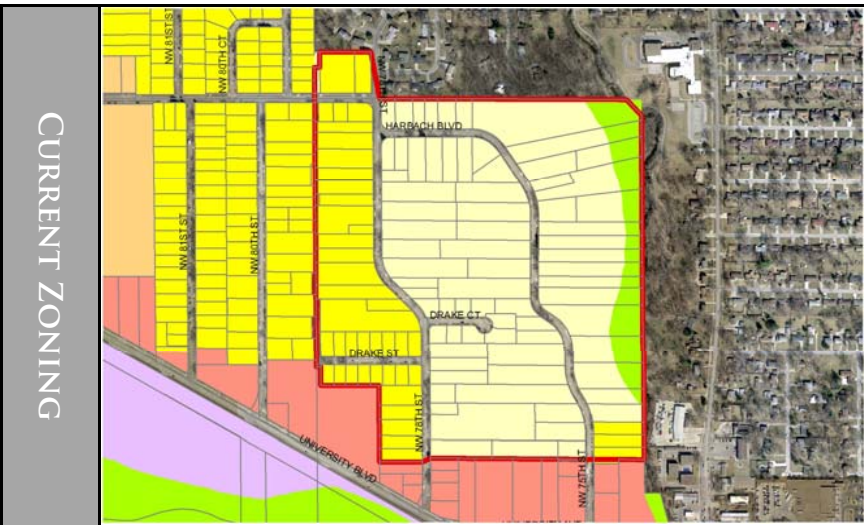 CURRENT ZONING
NW 81ST ST
NW 80TH CT
HARBACH BLVD
NW 81ST ST
NW 80TH ST
DRAKE CT
DRAKE ST
NW 78TH ST
UNIVERSITY BLVD
NW 75TH ST